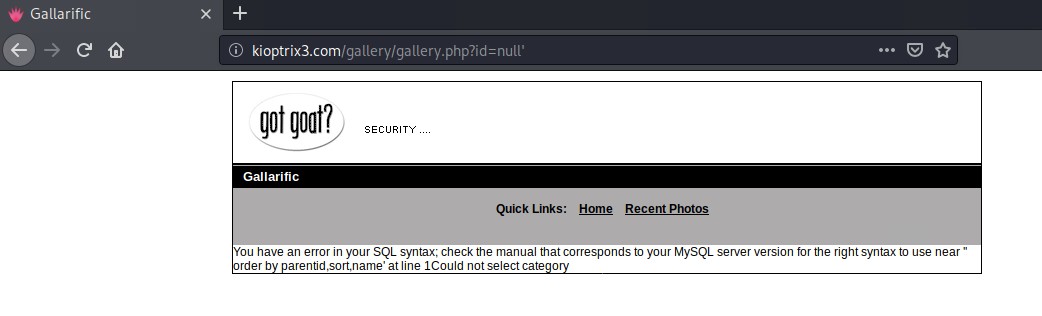 Gallarific
kioptrix3.com/gallery/gallery.php?id=null'
got goat?
SECURITY ....
Gallarific
Quick Links: Home Recent Photos
You have an error in your SQL syntax; check the manual that corresponds to your MySQL server version for the right syntax to use near ''
order by parentid,sort,name' at line 1Could not select category